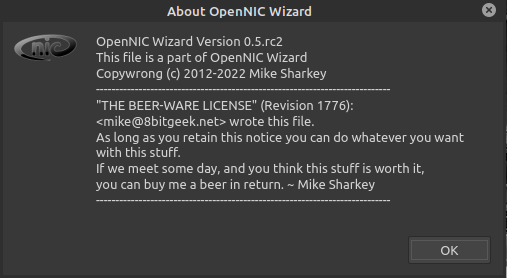 About OpenNIC Wizard
nic
OpenNIC Wizard Version 0.5.rc2
This file is a part of OpenNIC Wizard
Copywrong (c) 2012-2022 Mike Sharkey
--------------------------------------------------------------------------
"THE BEER-WARE LICENSE" (Revision 1776):
<mike@8bitgeek.net> wrote this file.
As long as you retain this notice you can do whatever you want
with this stuff.
If we meet some day, and you think this stuff is worth it,
you can buy me a beer in return. ~ Mike Sharkey
--------------------------------------------------------------------------
OK